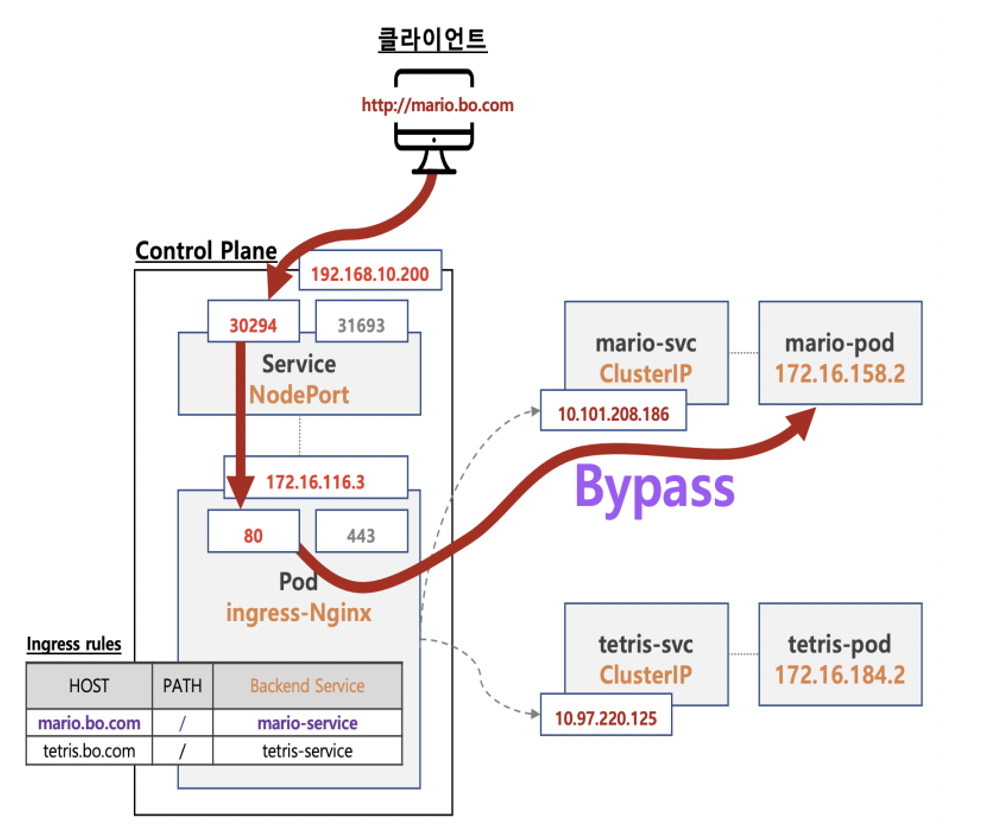 클라이언트
http://mario.bo.com
Control Plane
192.168.10.200
30294
31693
Service
NodePort
172.16.116.3
80
443
Pod
ingress-Nginx
mario-svc
ClusterIP
10.101.208.186
mario-pod
172.16.158.2
Bypass
tetris-svc
ClusterIP
10.97.220.125
tetris-pod
172.16.184.2
Ingress rules
HOST PATH Backend Service
mario.bo.com / mario-service
tetris.bo.com / tetris-service